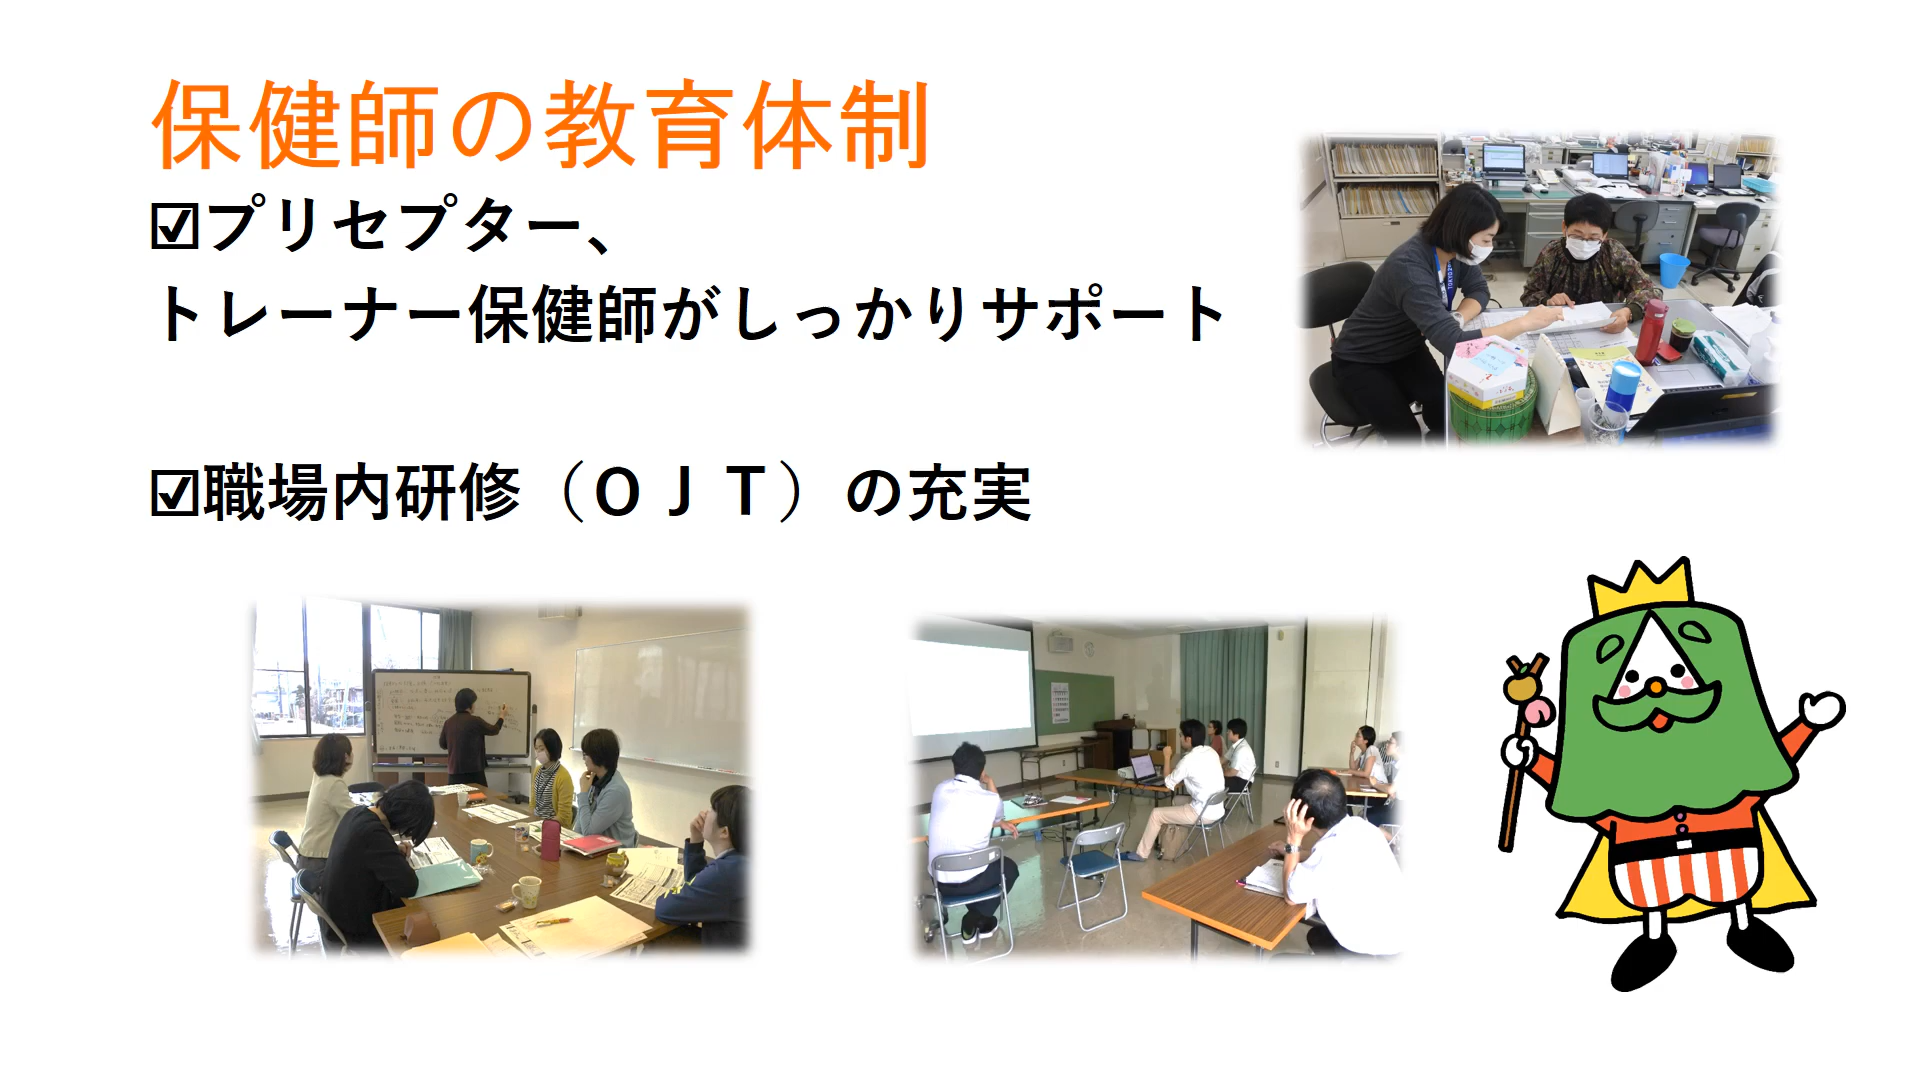 保健師の教育体制
☑プリセプター、
トレーナー保健師がしっかりサポート
☑職場内研修（ＯＪＴ）の充実